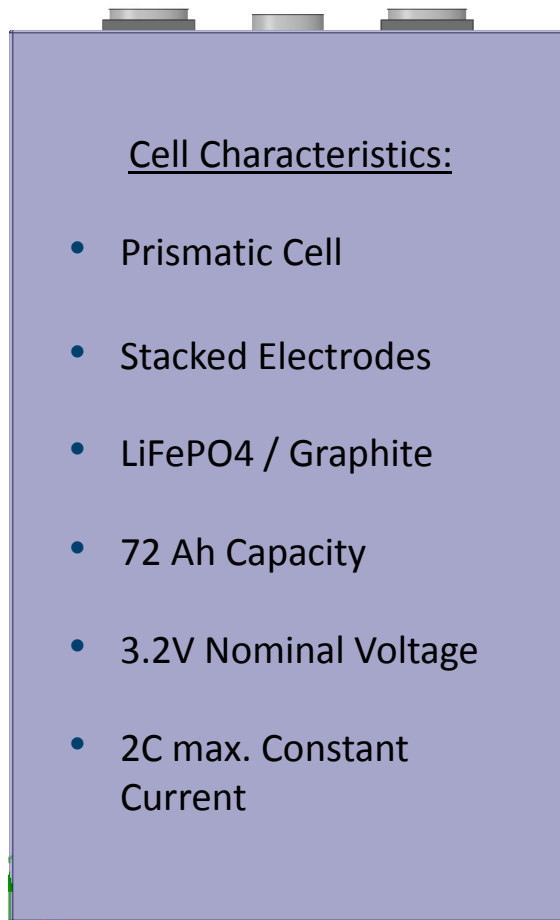 Cell Characteristics:
• Prismatic Cell
• Stacked Electrodes
• LiFePO4 / Graphite
• 72 Ah Capacity
• 3.2V Nominal Voltage
• 2C max. Constant
Current